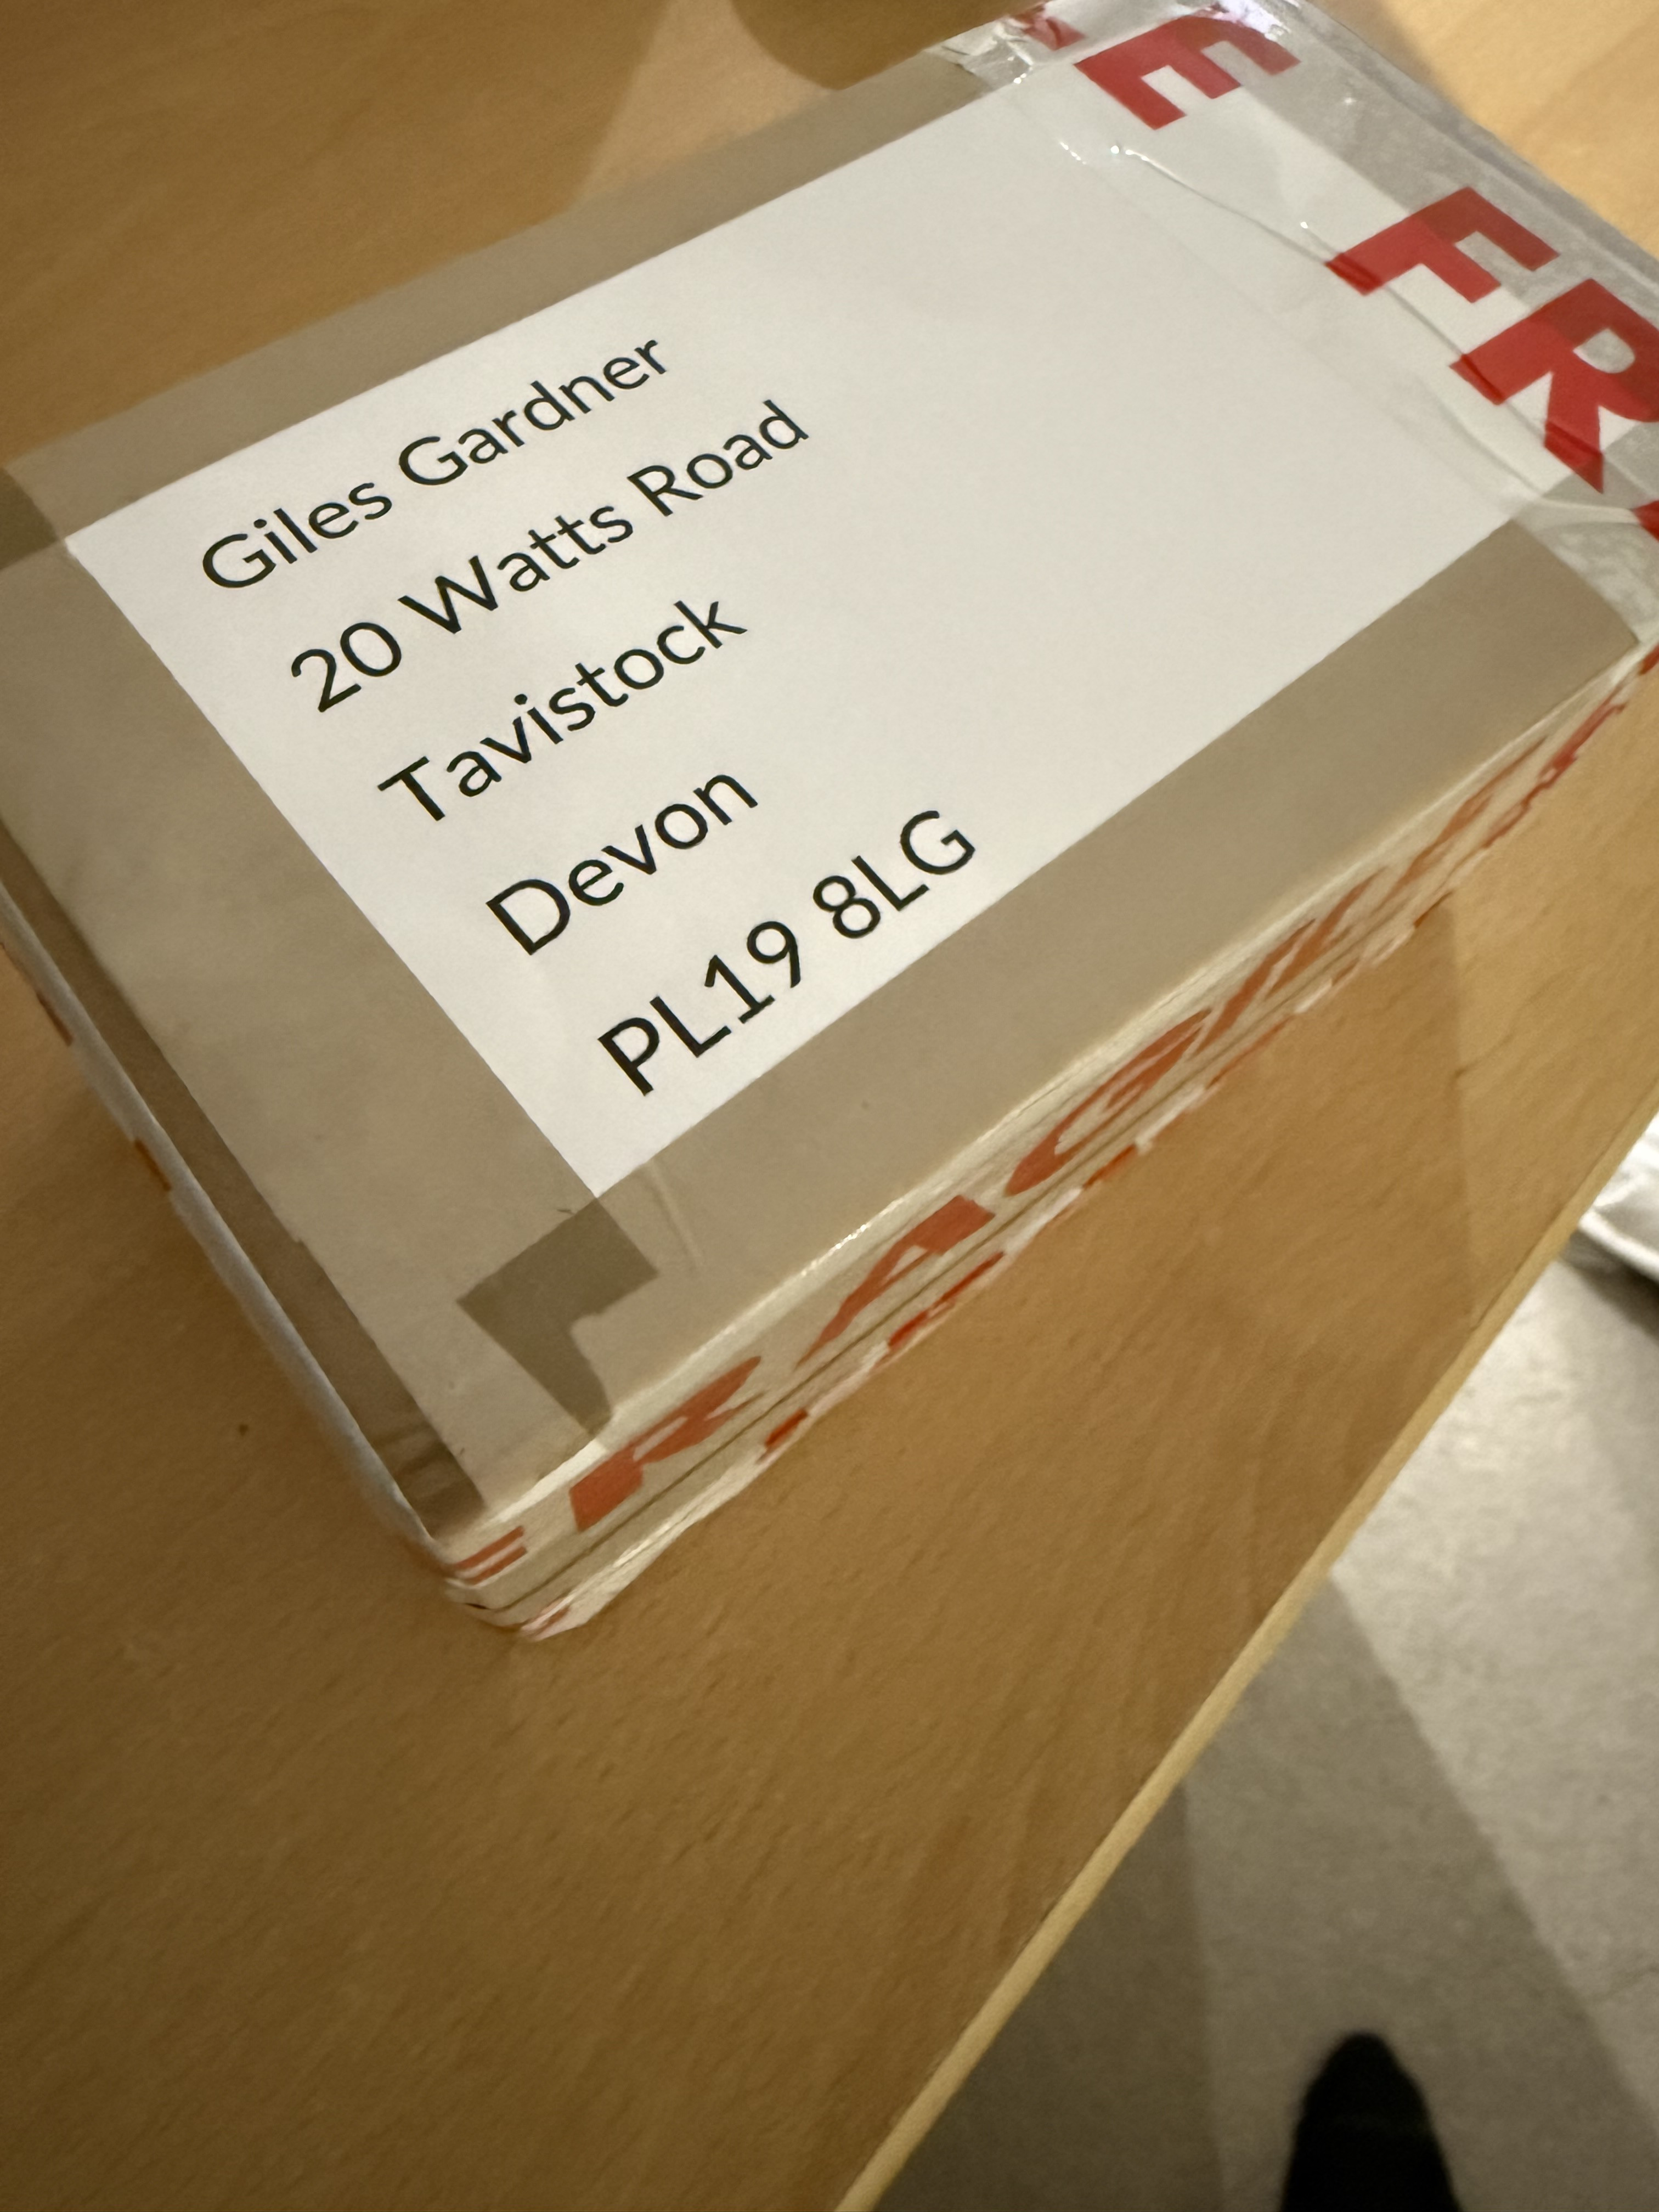 Giles Gardner
20 Watts Road
Tavistock
Devon
PL19 8LG